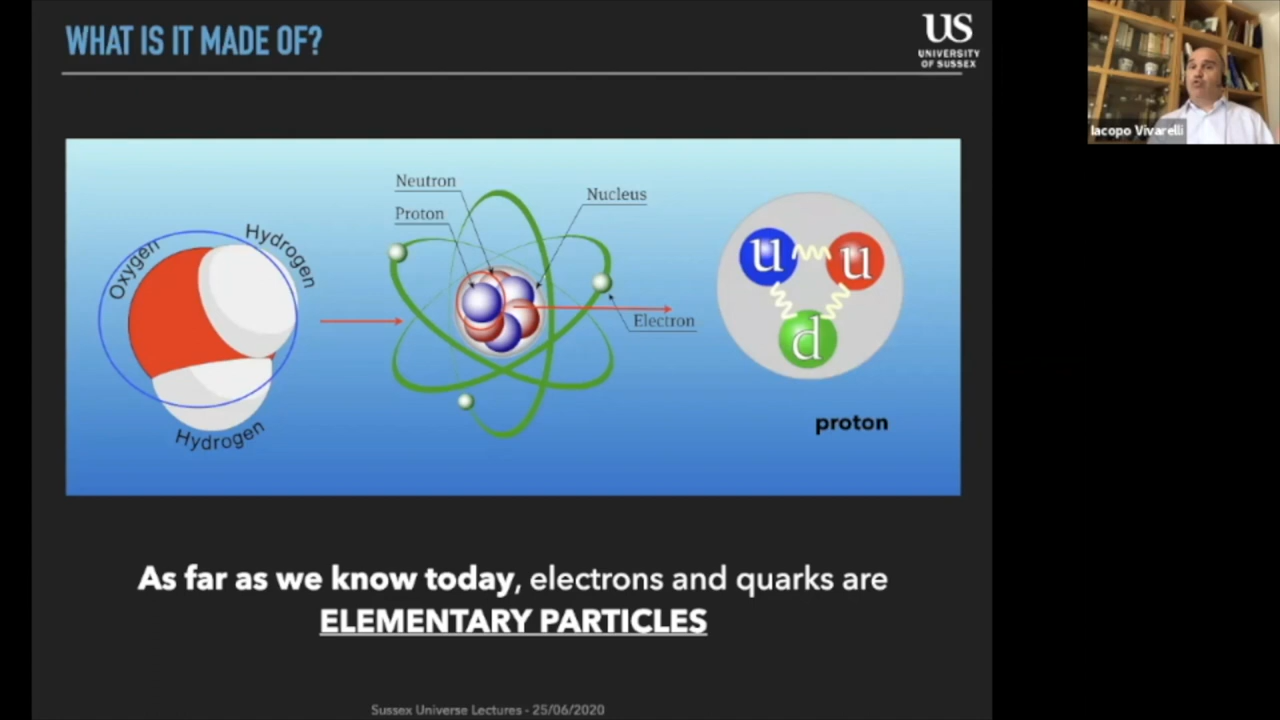 WHAT IS IT MADE OF?
US
UNIVERSITY
OF SUSSEX
Iacopo Vivarelli
Oxygen
Hydrogen
Hydrogen
Neutron
Proton
Nucleus
Electron
u
u
d
proton
As far as we know today, electrons and quarks are
ELEMENTARY PARTICLES
Sussex Universe Lectures - 25/06/2020